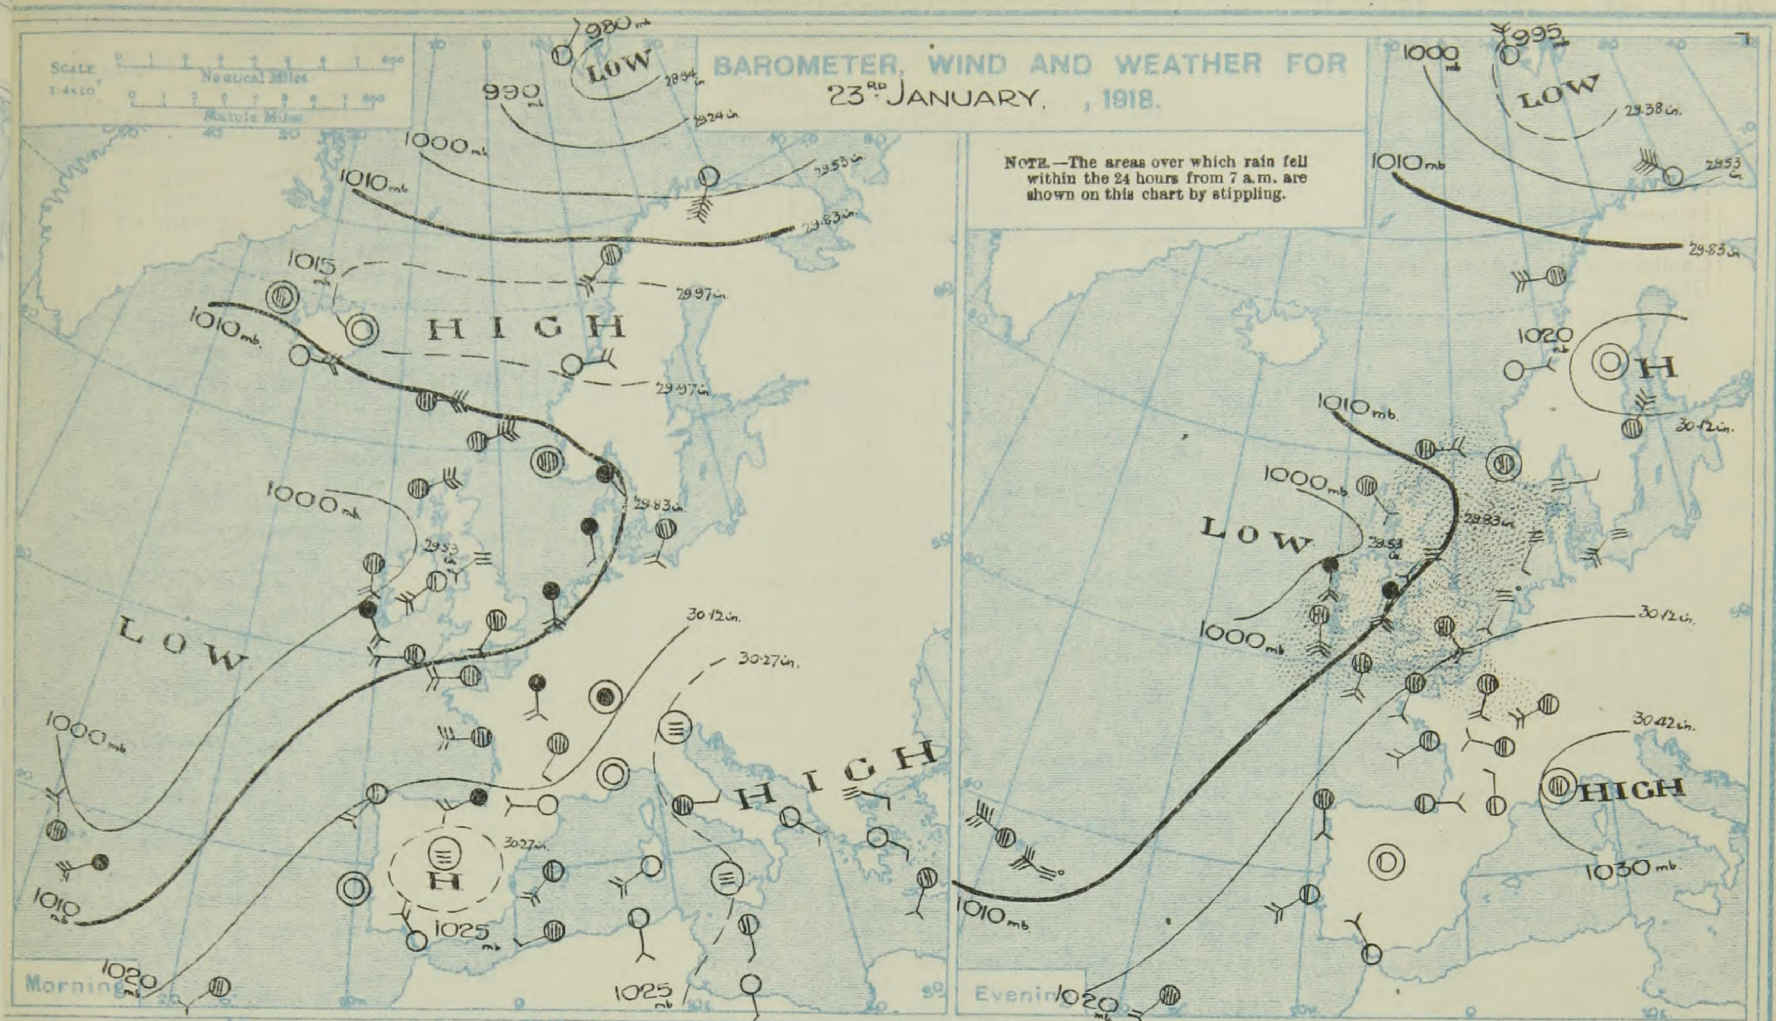 SCALE
Nautical Miles
Statute Miles
BAROMETER, WIND AND WEATHER FOR
23RD JANUARY, , 1918.
NOTE.—The areas over which rain fell
within the 24 hours from 7 a.m. are
shown on this chart by stippling.
980
LOW
28.94 in
990 mb
29.24 in.
1000 mb
29.53 in.
1010 mb
29.83 in.
1015 mb
29.97 in.
1010 mb.
HIGH
29.97 in
1000 mb
29.83 in.
29.53 in
LOW
30.12 in.
30.27 in.
1000 mb
HIGH
30.27 in.
H
1010 mb
1025 mb
1020 mb
1025 mb
Morning
7
995
1000 mb
LOW
29.38 in.
1010 mb
29.53 in
29.83 in
1020 mb
H
1010 mb.
30.12 in.
1000 mb.
LOW
29.83 in
29.53 in
1000 mb
30.12 in.
30.42 in.
HIGH
1030 mb.
1010 mb
1020 mb
Evening